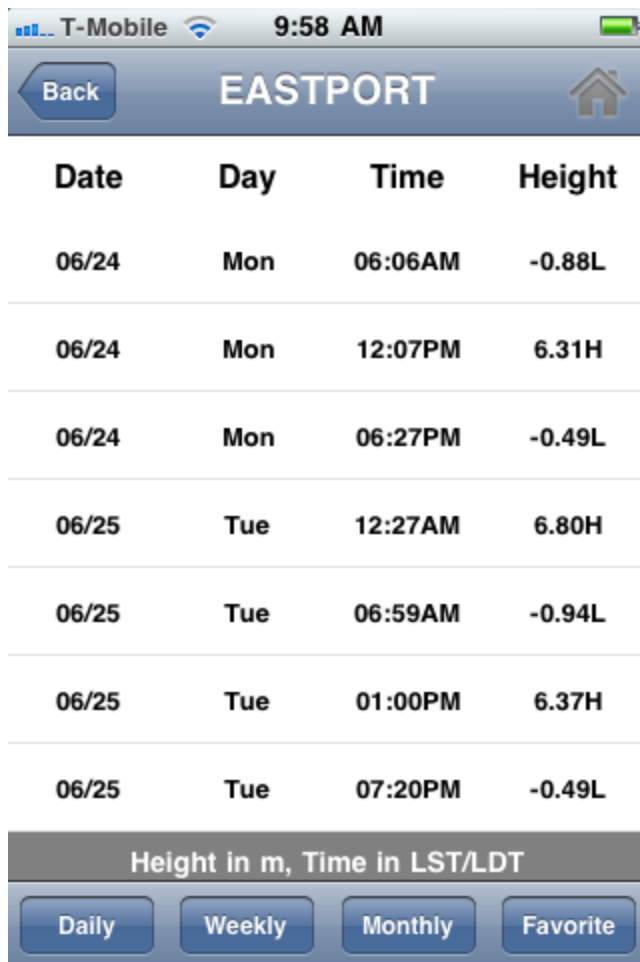 T-Mobile 9:58 AM
Back EASTPORT
Date Day Time Height
06/24 Mon 06:06AM -0.88L
06/24 Mon 12:07PM 6.31H
06/24 Mon 06:27PM -0.49L
06/25 Tue 12:27AM 6.80H
06/25 Tue 06:59AM -0.94L
06/25 Tue 01:00PM 6.37H
06/25 Tue 07:20PM -0.49L
Height in m, Time in LST/LDT
Daily Weekly Monthly Favorite